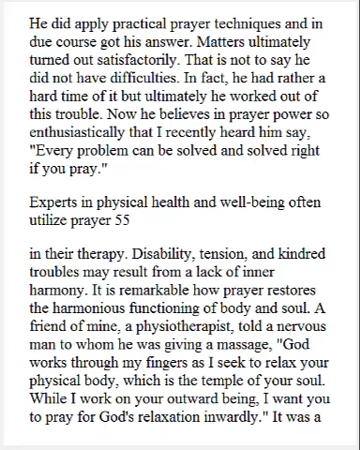 He did apply practical prayer techniques and in
due course got his answer. Matters ultimately
turned out satisfactorily. That is not to say he
did not have difficulties. In fact, he had rather a
hard time of it but ultimately he worked out of
this trouble. Now he believes in prayer power so
enthusiastically that I recently heard him say,
"Every problem can be solved and solved right
if you pray."
Experts in physical health and well-being often
utilize prayer 55
in their therapy. Disability, tension, and kindred
troubles may result from a lack of inner
harmony. It is remarkable how prayer restores
the harmonious functioning of body and soul. A
friend of mine, a physiotherapist, told a nervous
man to whom he was giving a massage, "God
works through my fingers as I seek to relax your
physical body, which is the temple of your soul.
While I work on your outward being, I want you
to pray for God's relaxation inwardly." It was a